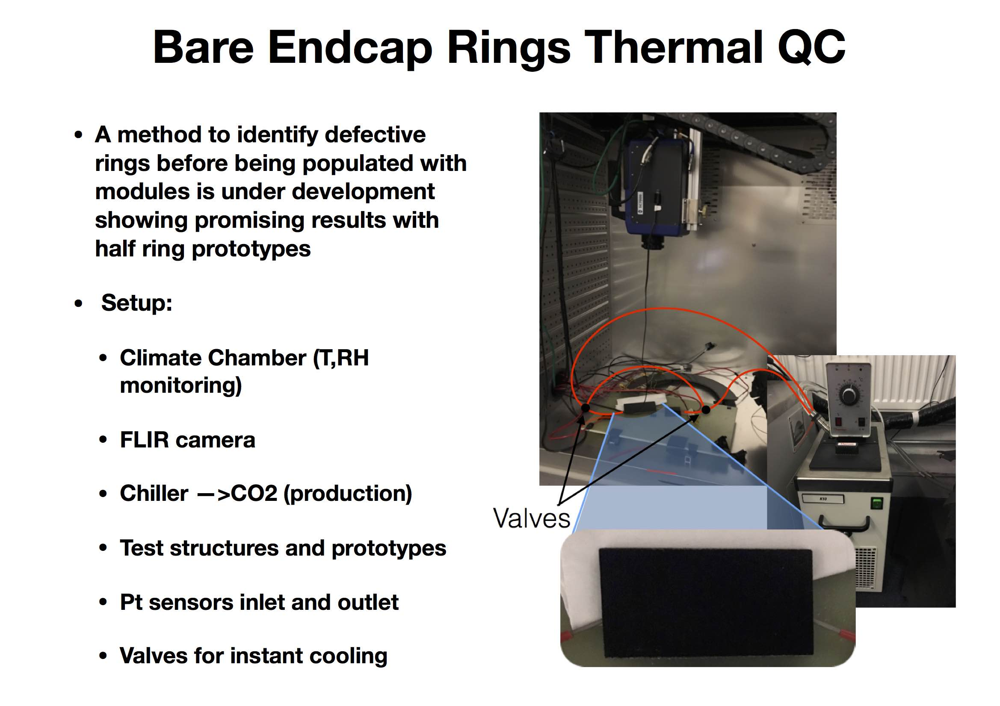 Bare Endcap Rings Thermal QC
• A method to identify defective
rings before being populated with
modules is under development
showing promising results with
half ring prototypes
• Setup:
• Climate Chamber (T,RH
monitoring)
• FLIR camera
• Chiller —>CO2 (production)
• Test structures and prototypes
• Pt sensors inlet and outlet
• Valves for instant cooling
Valves
K10